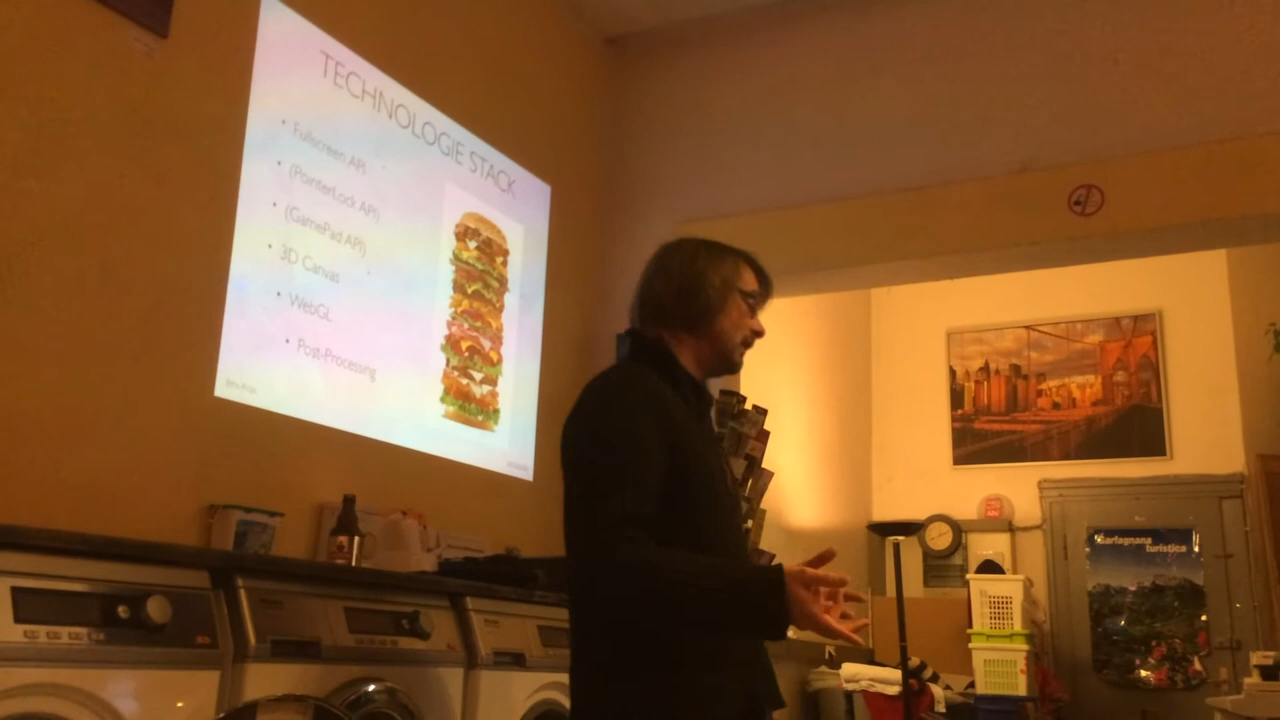 TECHNOLOGIE STACK
• Fullscreen API
• (PointerLock API)
• (GamePad API)
• 3D Canvas
• WebGL
• Post-Processing
Garfagnana
turistica